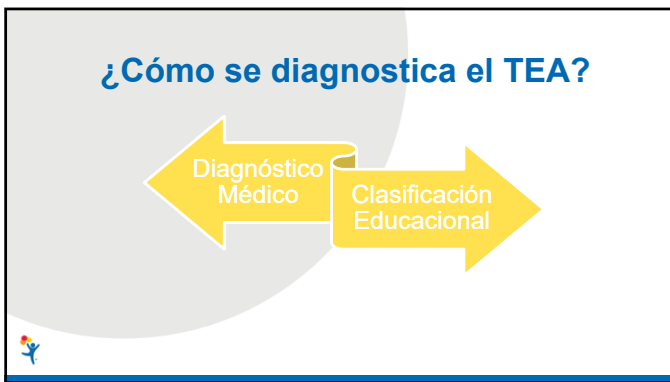 ¿Cómo se diagnostica el TEA?
Diagnóstico
Médico
Clasificación
Educacional